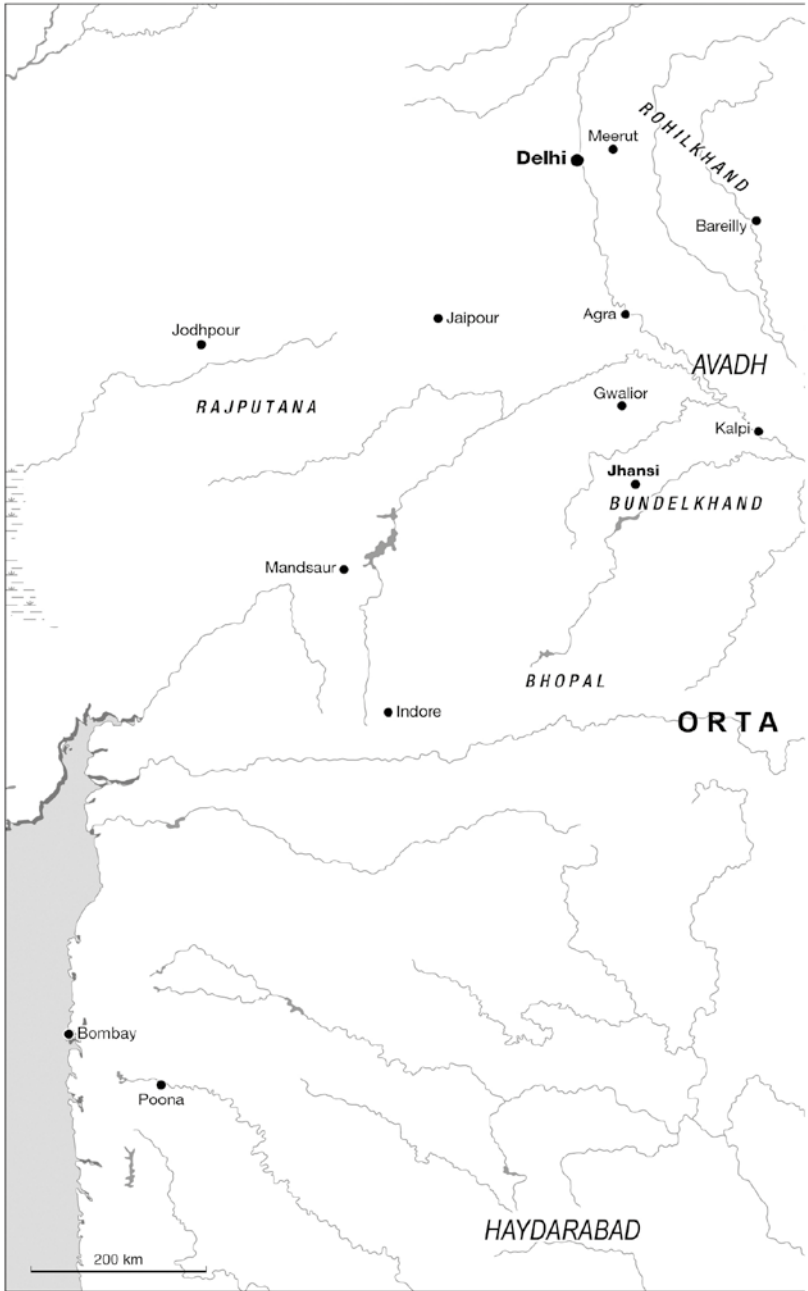 ROHILKHAND
Meerut
Delhi
Bareilly
Jaipour
Agra
Jodhpour
AVADH
RAJPUTANA
Gwalior
Kalpi
Jhansi
BUNDELKHAND
Mandsaur
BHOPAL
Indore
ORTA
Bombay
Poona
HAYDARABAD
200 km